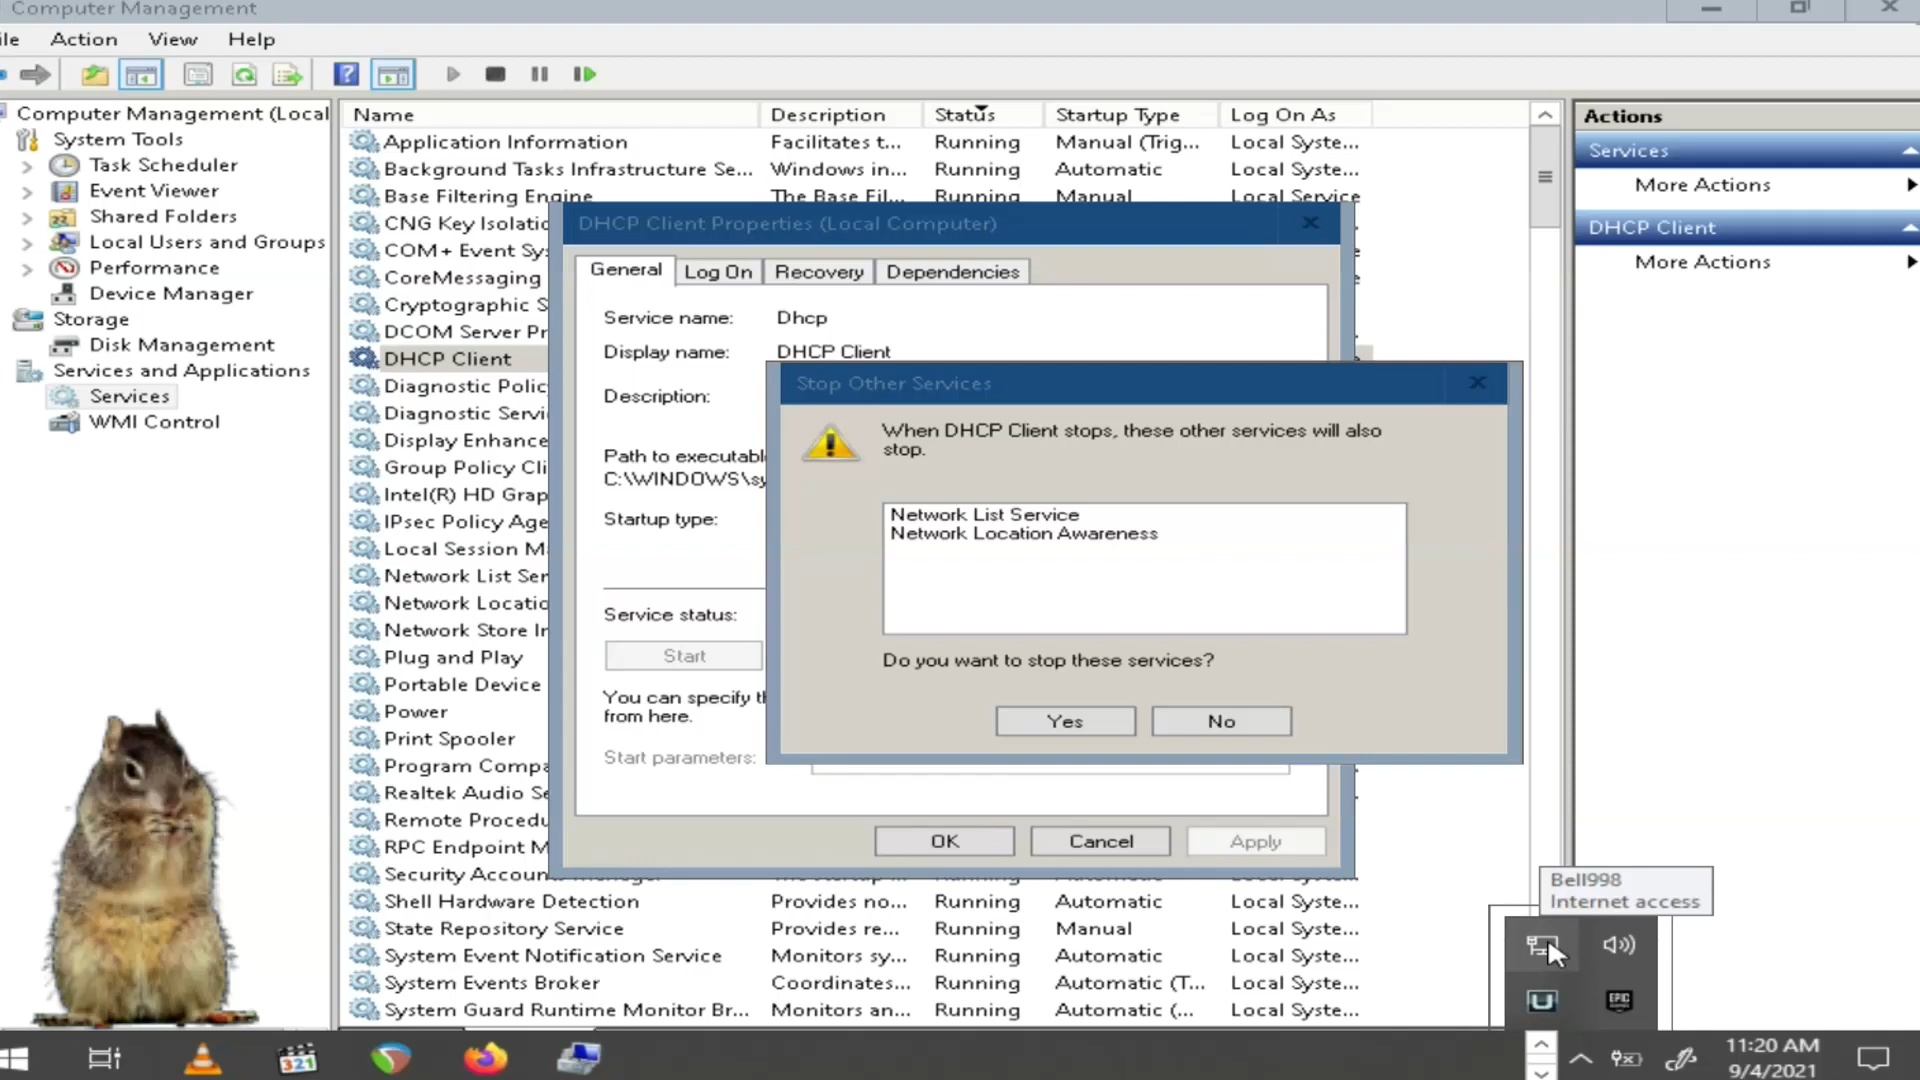 Computer Management
ile Action View Help
Computer Management (Local
System Tools
Task Scheduler
Event Viewer
Shared Folders
Local Users and Groups
Performance
Device Manager
Storage
Disk Management
Services and Applications
Services
WMI Control
Name Description Status Startup Type Log On As
Application Information Facilitates t... Running Manual (Trig... Local Syste...
Background Tasks Infrastructure Se... Windows in... Running Automatic Local Syste...
Base Filtering Engine The Base Fil... Running Manual Local Service
CNG Key Isolatio
COM+ Event Sy
CoreMessaging
Cryptographic S
DCOM Server Pr
DHCP Client
Diagnostic Polic
Diagnostic Servi
Display Enhance
Group Policy Cli
Intel(R) HD Grap
IPsec Policy Age
Local Session M
Network List Ser
Network Locatio
Network Store In
Plug and Play
Portable Device
Power
Print Spooler
Program Compa
Realtek Audio Se
Remote Procedu
RPC Endpoint M
Security Accoun
Shell Hardware Detection Provides no... Running Automatic Local Syste...
State Repository Service Provides re... Running Manual Local Syste...
System Event Notification Service Monitors sy... Running Automatic Local Syste...
System Events Broker Coordinates... Running Automatic (T... Local Syste...
System Guard Runtime Monitor Br... Monitors an... Running Automatic (... Local Syste...
DHCP Client Properties (Local Computer)
General Log On Recovery Dependencies
Service name: Dhcp
Display name: DHCP Client
Description:
Path to executabl
C:\WINDOWS\sy
Startup type:
Service status:
Start
You can specify th
from here.
Start parameters:
OK Cancel Apply
Stop Other Services
When DHCP Client stops, these other services will also
stop.
Network List Service
Network Location Awareness
Do you want to stop these services?
Yes No
Actions
Services
More Actions
DHCP Client
More Actions
Bell998
Internet access
EPIC
321
11:20 AM
9/4/2021